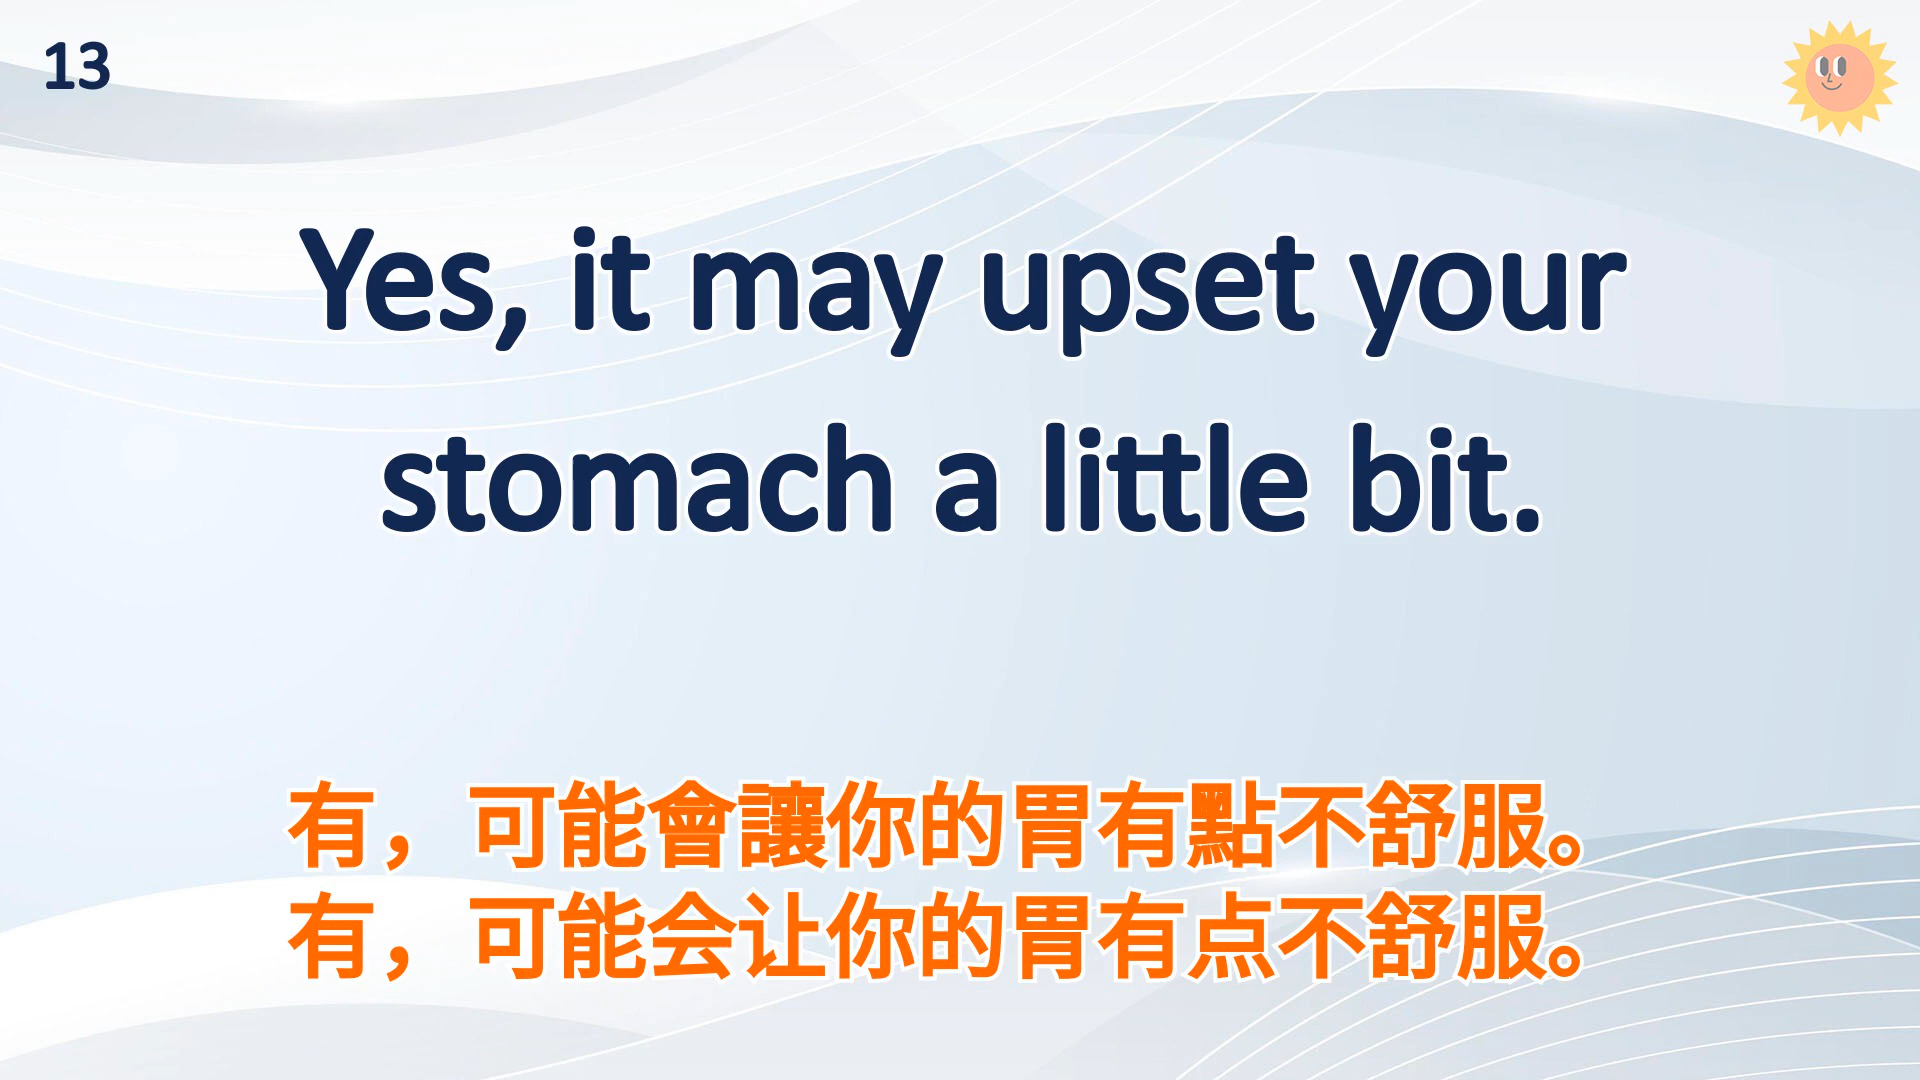 13
Yes, it may upset your
stomach a little bit.
有，可能會讓你的胃有點不舒服。
有，可能会让你的胃有点不舒服。